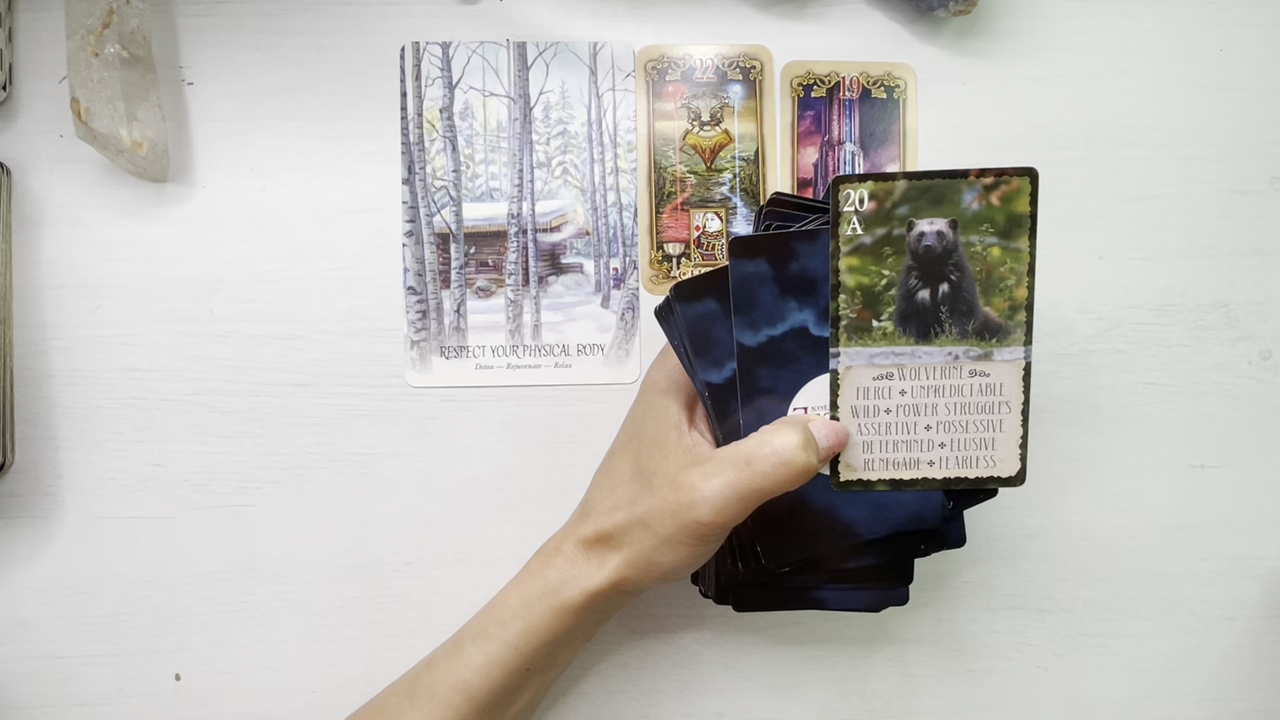 RESPECT YOUR PHYSICAL BODY
Detox — Rejuvenate — Relax
22
19
20
A
WOLVERINE
FIERCE ✣ UNPREDICTABLE
WILD ✣ POWER STRUGGLES
ASSERTIVE ✣ POSSESSIVE
DETERMINED ✣ ELUSIVE
RENEGADE ✣ FEARLESS